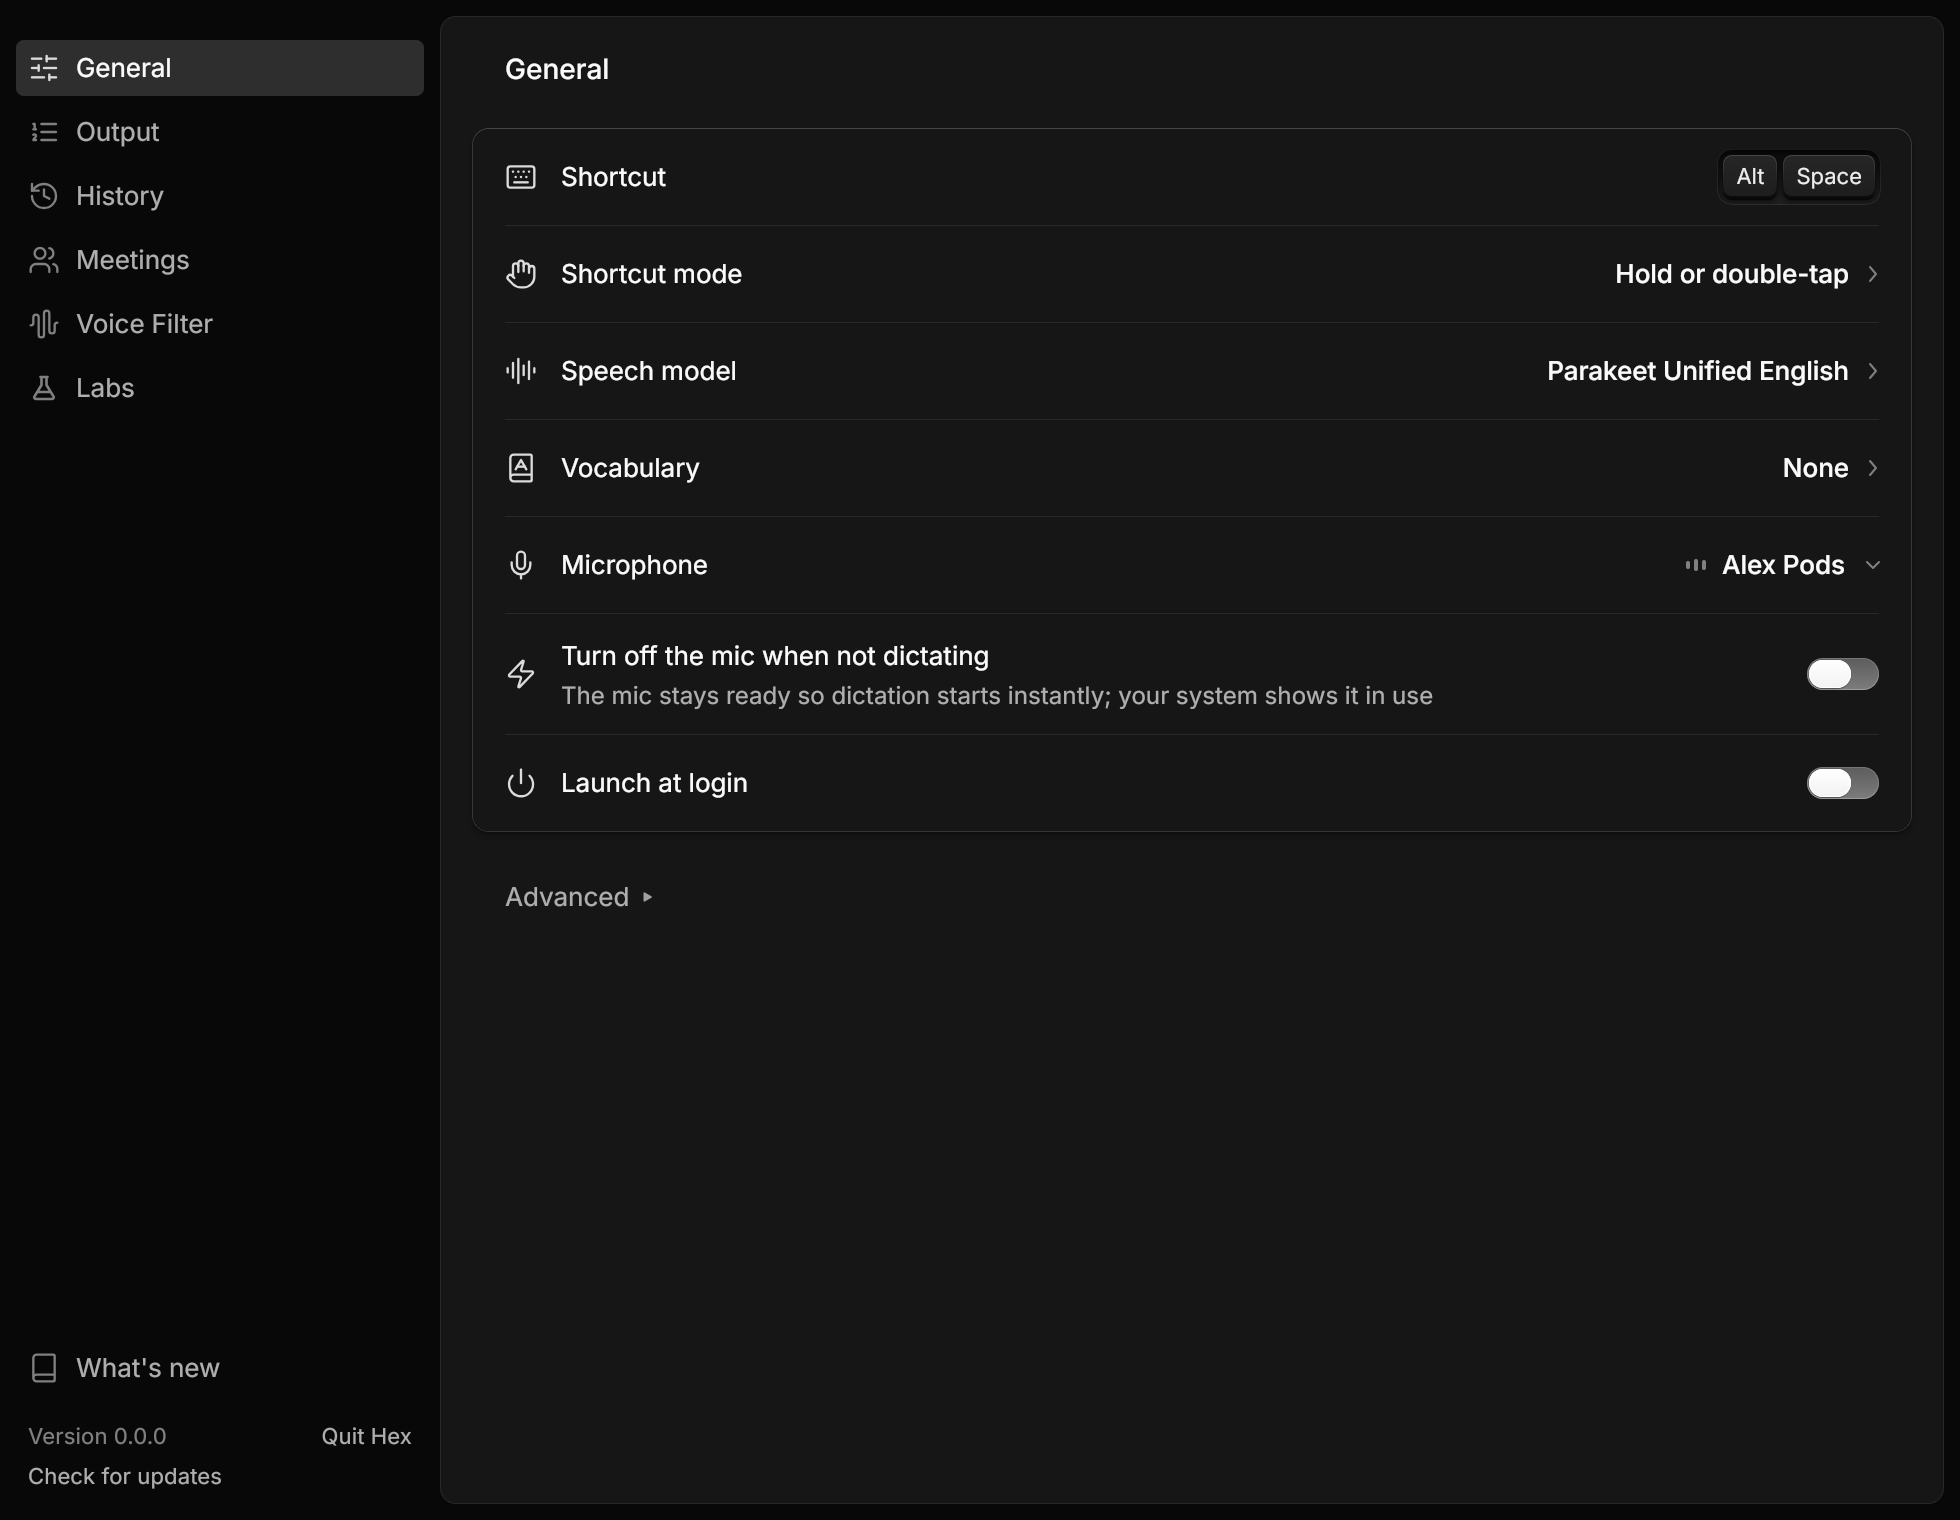 General
Output
History
Meetings
Voice Filter
Labs
What's new
Version 0.0.0
Quit Hex
Check for updates
General
Shortcut
Alt Space
Shortcut mode
Hold or double-tap
Speech model
Parakeet Unified English
Vocabulary
None
Microphone
Alex Pods
Turn off the mic when not dictating
The mic stays ready so dictation starts instantly; your system shows it in use
Launch at login
Advanced